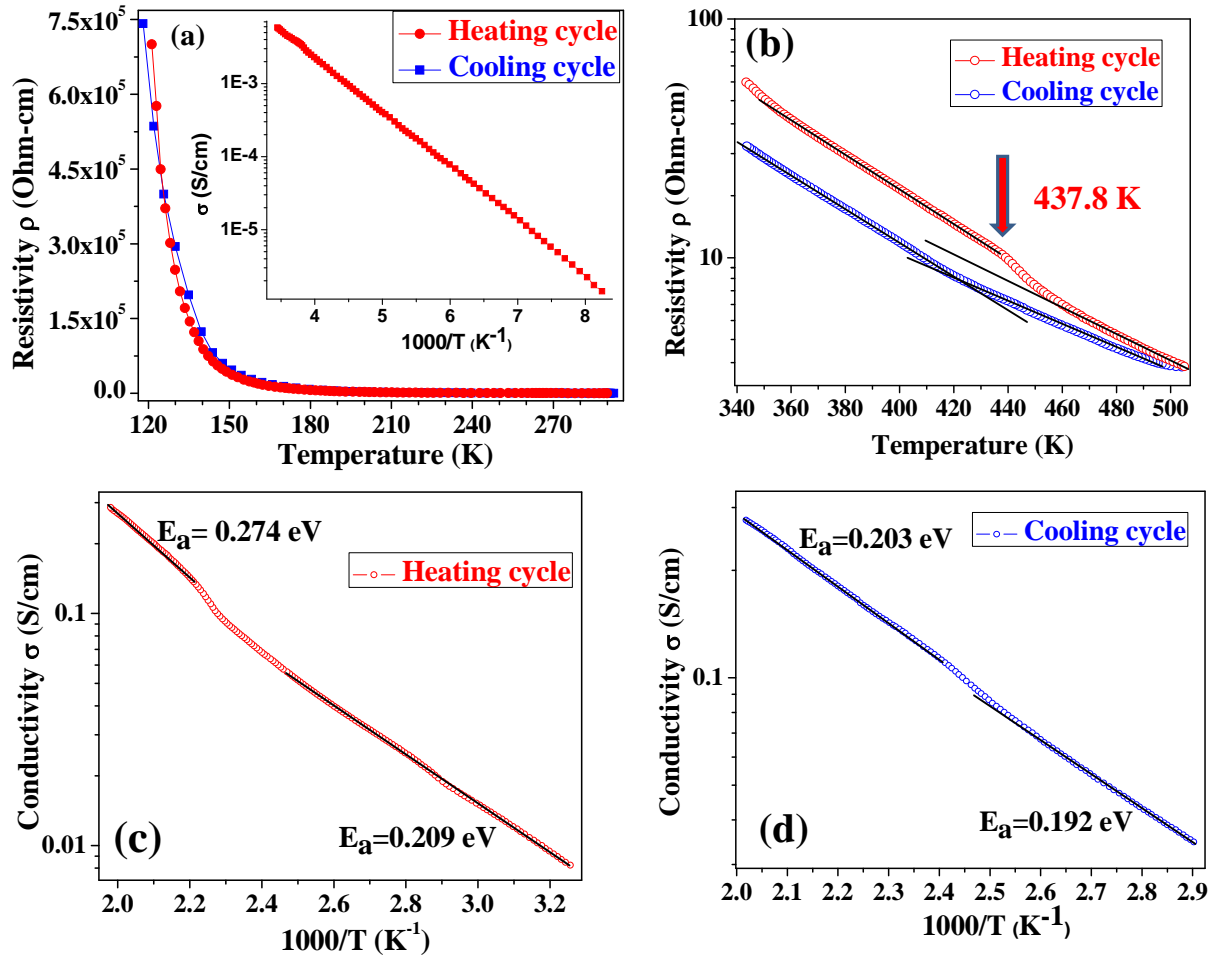 (a)
Heating cycle
Cooling cycle
Resistivity ρ (Ohm-cm)
7.5x10⁵
6.0x10⁵
4.5x10⁵
3.0x10⁵
1.5x10⁵
0.0
120 150 180 210 240 270
Temperature (K)
σ (S/cm)
1E-3
1E-4
1E-5
4 5 6 7 8
1000/T (K⁻¹)
(b)
Heating cycle
Cooling cycle
437.8 K
Resistivity ρ (Ohm-cm)
100
10
340 360 380 400 420 440 460 480 500
Temperature (K)
Eₐ= 0.274 eV
Heating cycle
Conductivity σ (S/cm)
0.1
0.01
(c)
Eₐ=0.209 eV
2.0 2.2 2.4 2.6 2.8 3.0 3.2
1000/T (K⁻¹)
Eₐ=0.203 eV
Cooling cycle
Conductivity σ (S/cm)
0.1
(d)
Eₐ=0.192 eV
2.0 2.1 2.2 2.3 2.4 2.5 2.6 2.7 2.8 2.9
1000/T (K⁻¹)